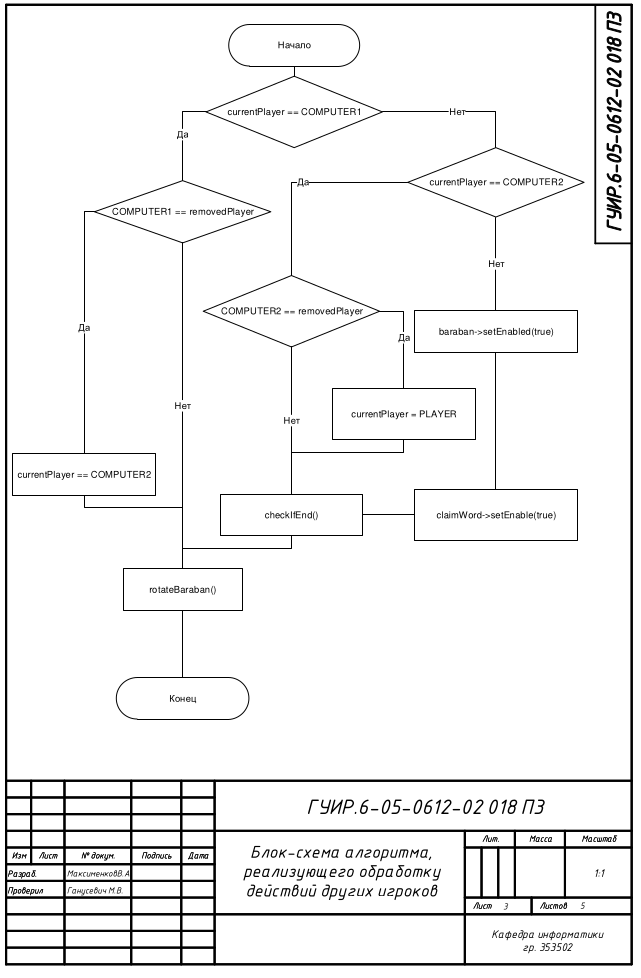 ГУИР.6-05-0612-02 018 ПЗ
Начало
currentPlayer == COMPUTER1
Да
Нет
COMPUTER1 == removedPlayer
Да
currentPlayer == COMPUTER2
Нет
COMPUTER2 == removedPlayer
baraban->setEnabled(true)
Да
Да
currentPlayer = PLAYER
Нет
Нет
currentPlayer == COMPUTER2
checkIfEnd()
claimWord->setEnable(true)
rotateBaraban()
Конец
ГУИР.6-05-0612-02 018 ПЗ
Изм Лист № докум. Подпись Дата
Разраб. МаксименковВ.А
Проверил Ганусевич М.В.
Блок-схема алгоритма,
реализующего обработку
действий других игроков
Лит. Масса Масштаб
1:1
Лист 3 Листов 5
Кафедра информатики
гр. 353502